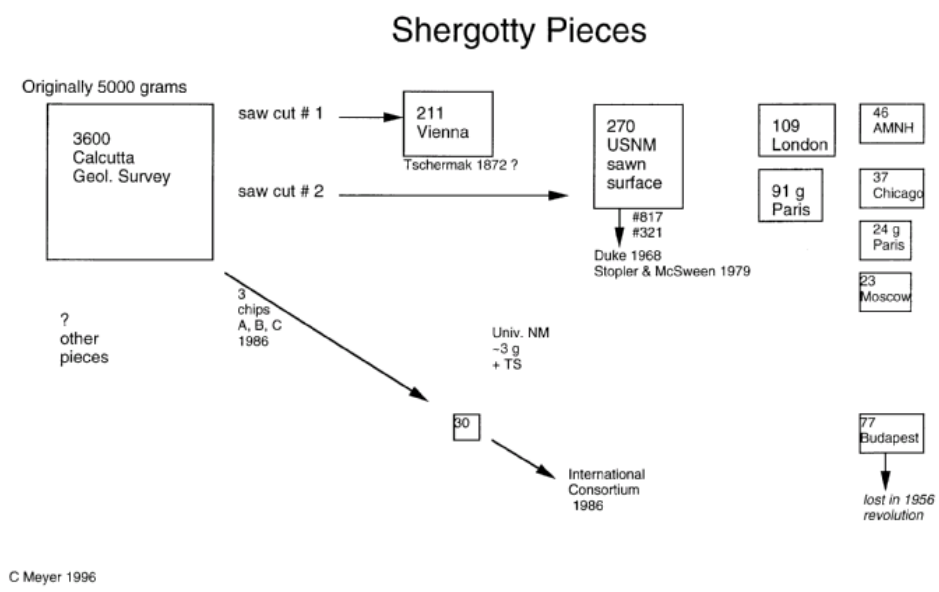 Shergotty Pieces
Originally 5000 grams
3600
Calcutta
Geol. Survey
saw cut # 1
211
Vienna
Tschermak 1872 ?
saw cut # 2
270
USNM
sawn
surface
#817
#321
Duke 1968
Stopler & McSween 1979
109
London
91 g
Paris
46
AMNH
37
Chicago
24 g
Paris
23
Moscow
?
other
pieces
3
chips
A, B, C
1986
Univ. NM
~3 g
+ TS
30
International
Consortium
1986
77
Budapest
lost in 1956
revolution
C Meyer 1996